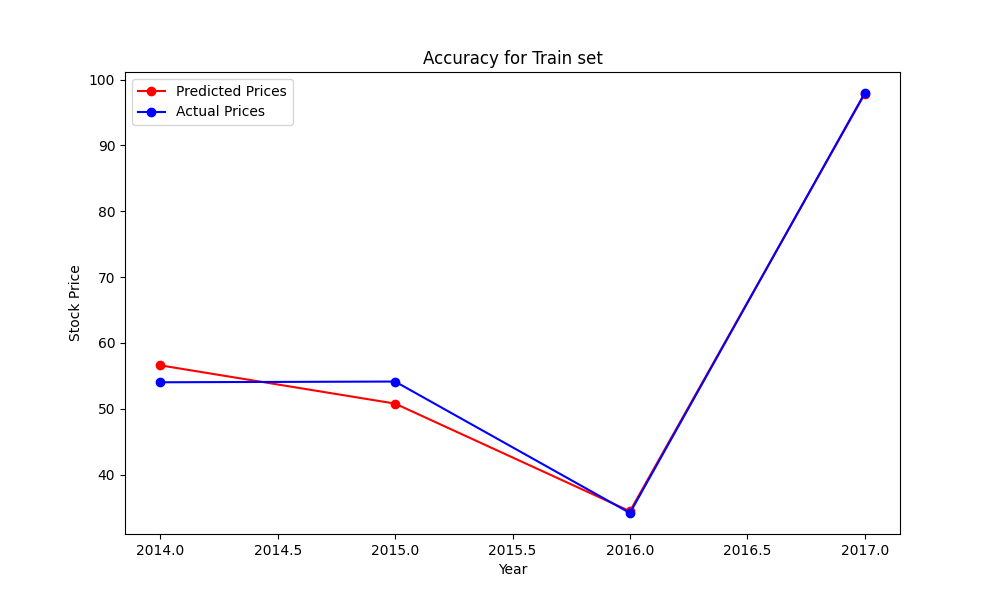 Accuracy for Train set
Predicted Prices
Actual Prices
Stock Price
100
90
80
70
60
50
40
2014.0 2014.5 2015.0 2015.5 2016.0 2016.5 2017.0
Year